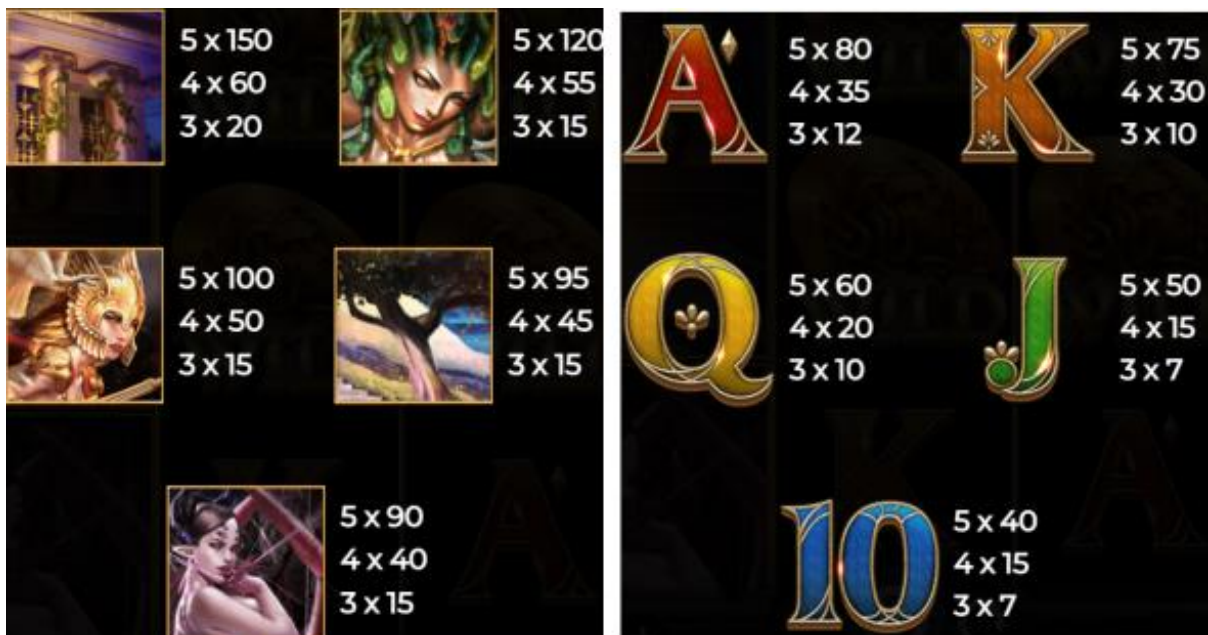 5 x 150
4 x 60
3 x 20
5 x 120
4 x 55
3 x 15
5 x 100
4 x 50
3 x 15
5 x 95
4 x 45
3 x 15
5 x 90
4 x 40
3 x 15
A
5 x 80
4 x 35
3 x 12
K
5 x 75
4 x 30
3 x 10
Q
5 x 60
4 x 20
3 x 10
J
5 x 50
4 x 15
3 x 7
10
5 x 40
4 x 15
3 x 7